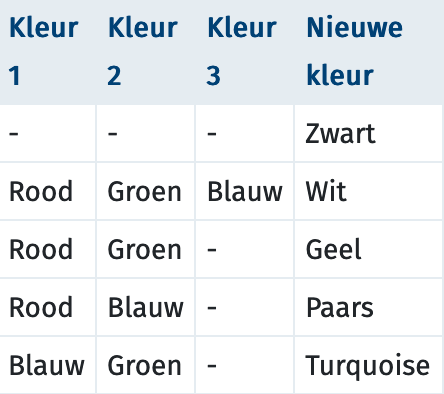 Kleur 1 Kleur 2 Kleur 3 Nieuwe kleur
- - - Zwart
Rood Groen Blauw Wit
Rood Groen - Geel
Rood Blauw - Paars
Blauw Groen - Turquoise